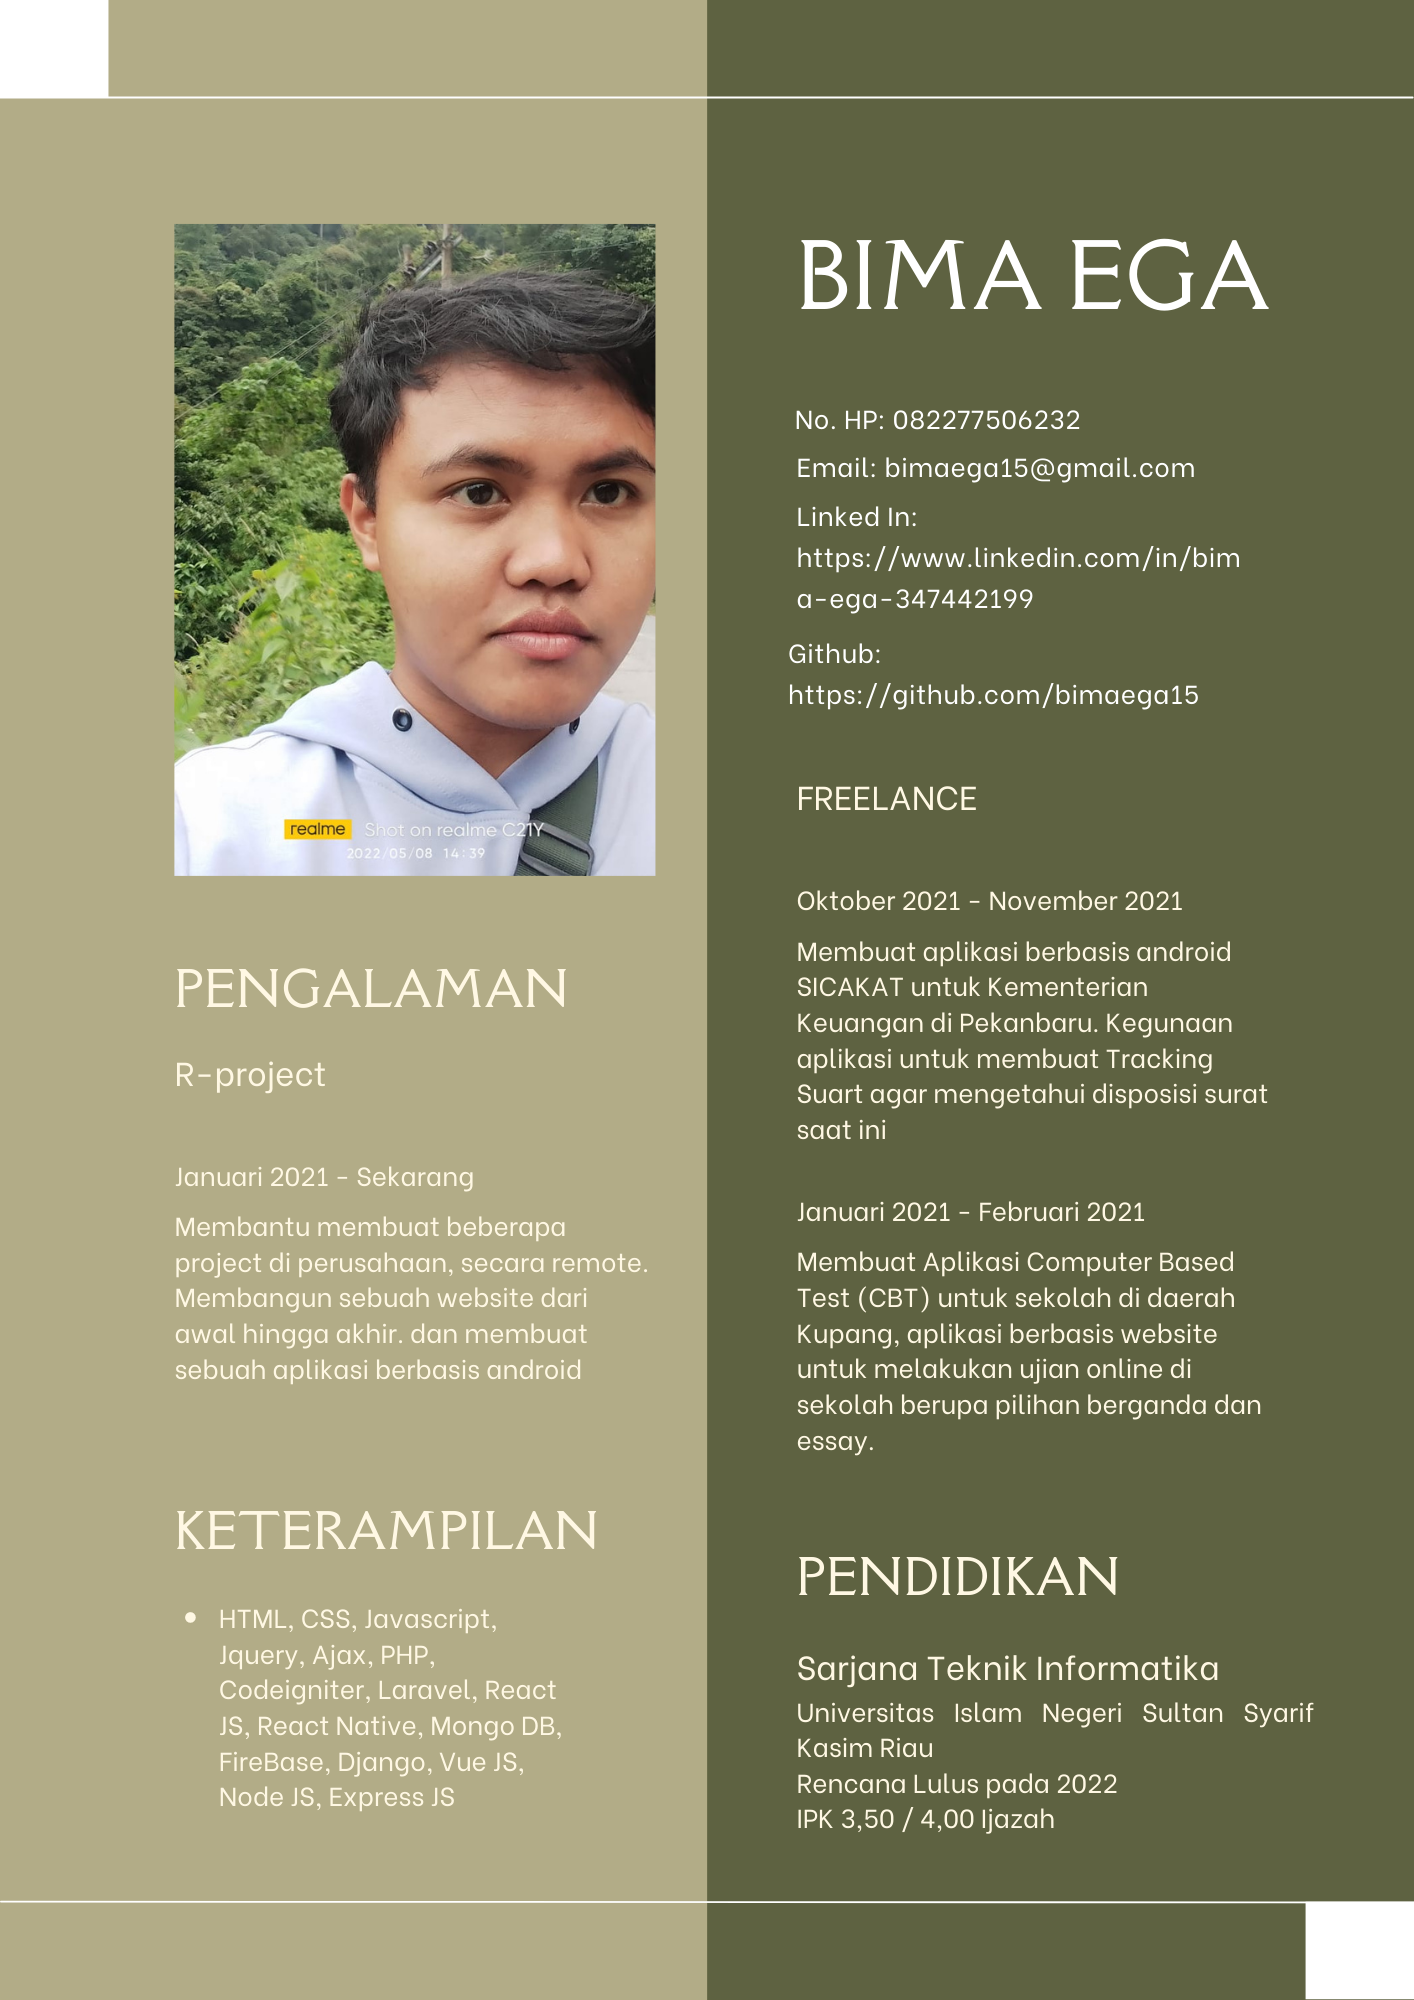 realme Shot on realme C21Y
2022/05/08 14:39
PENGALAMAN
R-project
Januari 2021 - Sekarang
Membantu membuat beberapa
project di perusahaan, secara remote.
Membangun sebuah website dari
awal hingga akhir. dan membuat
sebuah aplikasi berbasis android
KETERAMPILAN
• HTML, CSS, Javascript,
Jquery, Ajax, PHP,
Codeigniter, Laravel, React
JS, React Native, Mongo DB,
FireBase, Django, Vue JS,
Node JS, Express JS
BIMA EGA
No. HP: 082277506232
Email: bimaega15@gmail.com
Linked In:
https://www.linkedin.com/in/bim
a-ega-347442199
Github:
https://github.com/bimaega15
FREELANCE
Oktober 2021 - November 2021
Membuat aplikasi berbasis android
SICAKAT untuk Kementerian
Keuangan di Pekanbaru. Kegunaan
aplikasi untuk membuat Tracking
Suart agar mengetahui disposisi surat
saat ini
Januari 2021 - Februari 2021
Membuat Aplikasi Computer Based
Test (CBT) untuk sekolah di daerah
Kupang, aplikasi berbasis website
untuk melakukan ujian online di
sekolah berupa pilihan berganda dan
essay.
PENDIDIKAN
Sarjana Teknik Informatika
Universitas Islam Negeri Sultan Syarif
Kasim Riau
Rencana Lulus pada 2022
IPK 3,50 / 4,00 Ijazah